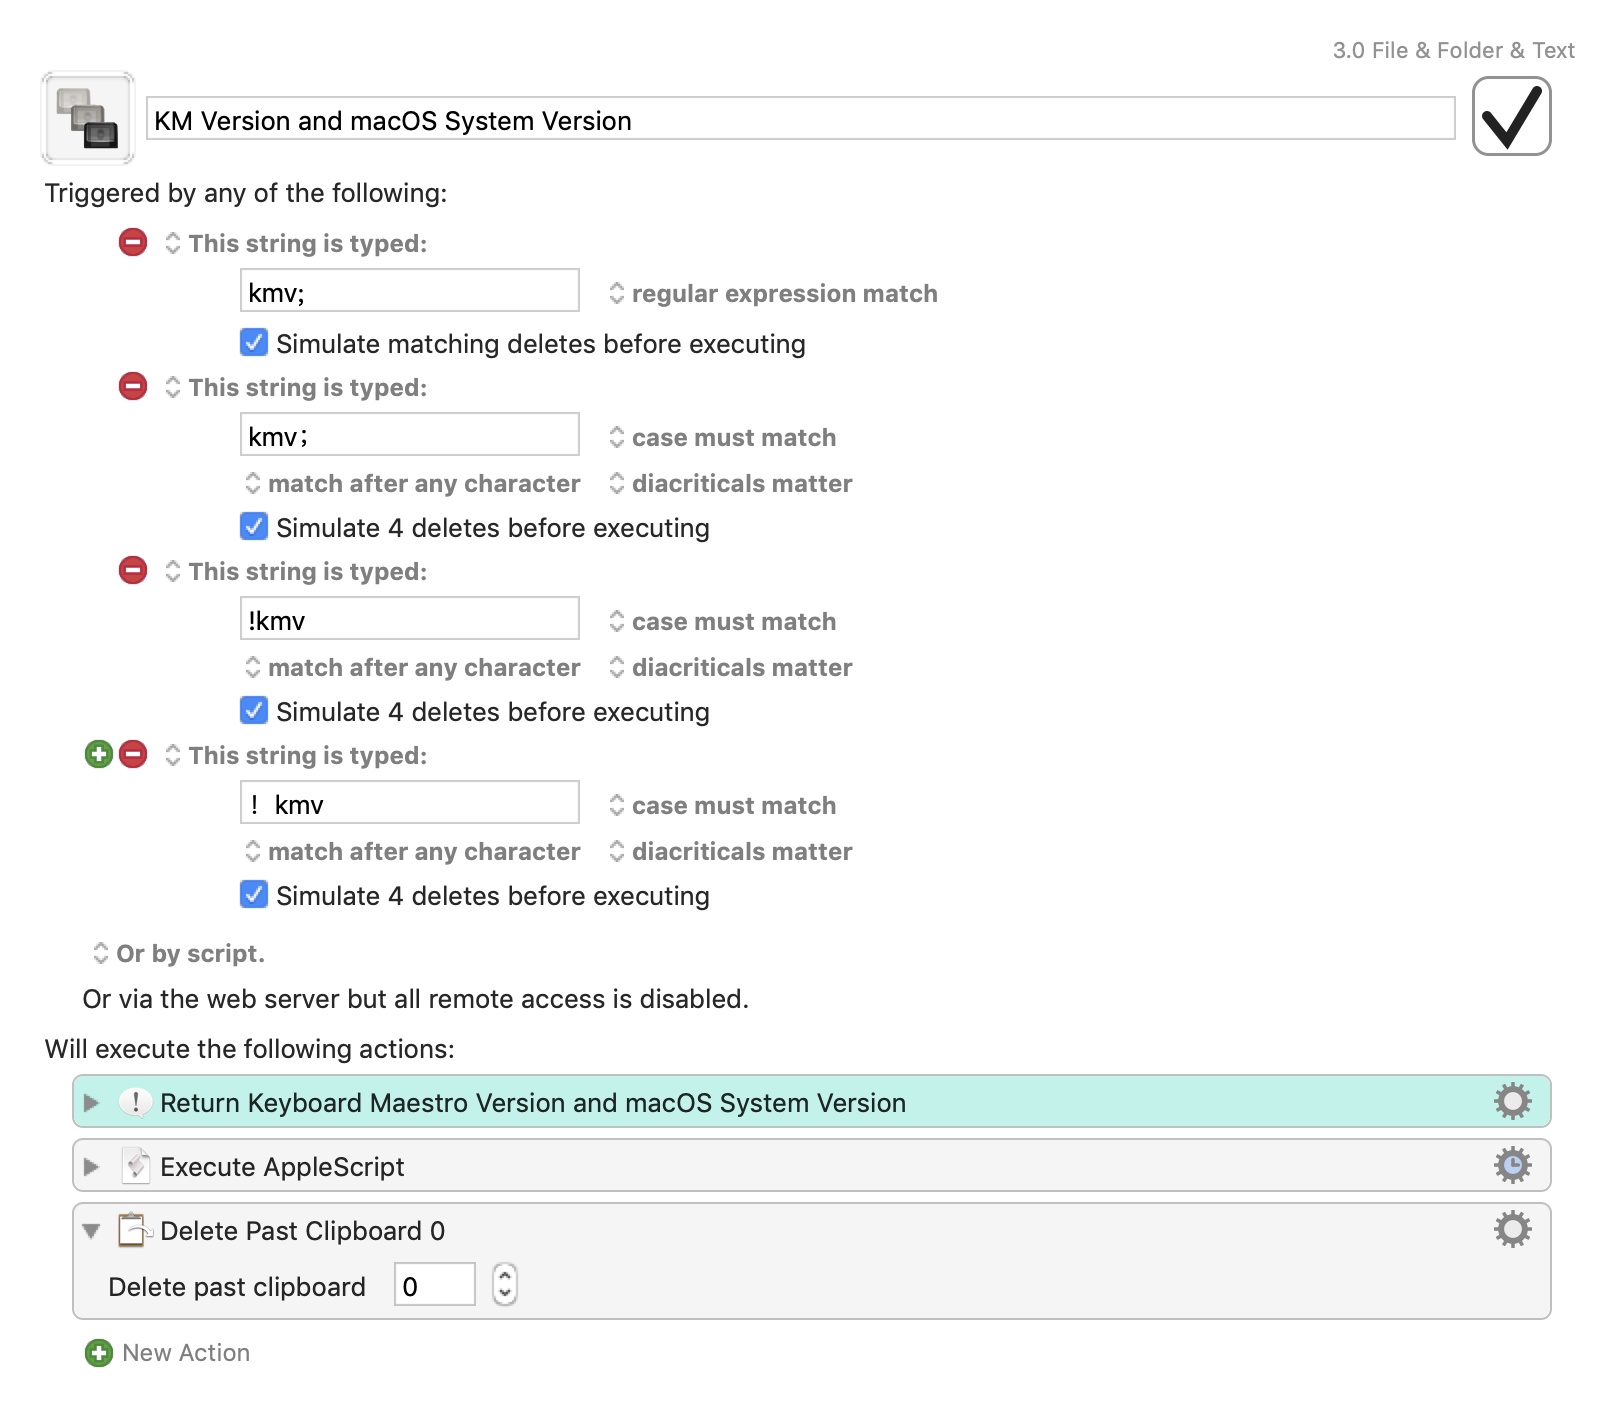 3.0 File & Folder & Text
KM Version and macOS System Version
Triggered by any of the following:
This string is typed:
kmv; regular expression match
Simulate matching deletes before executing
This string is typed:
kmv； case must match
match after any character diacriticals matter
Simulate 4 deletes before executing
This string is typed:
!kmv case must match
match after any character diacriticals matter
Simulate 4 deletes before executing
This string is typed:
！kmv case must match
match after any character diacriticals matter
Simulate 4 deletes before executing
Or by script.
Or via the web server but all remote access is disabled.
Will execute the following actions:
Return Keyboard Maestro Version and macOS System Version
Execute AppleScript
Delete Past Clipboard 0
Delete past clipboard 0
New Action